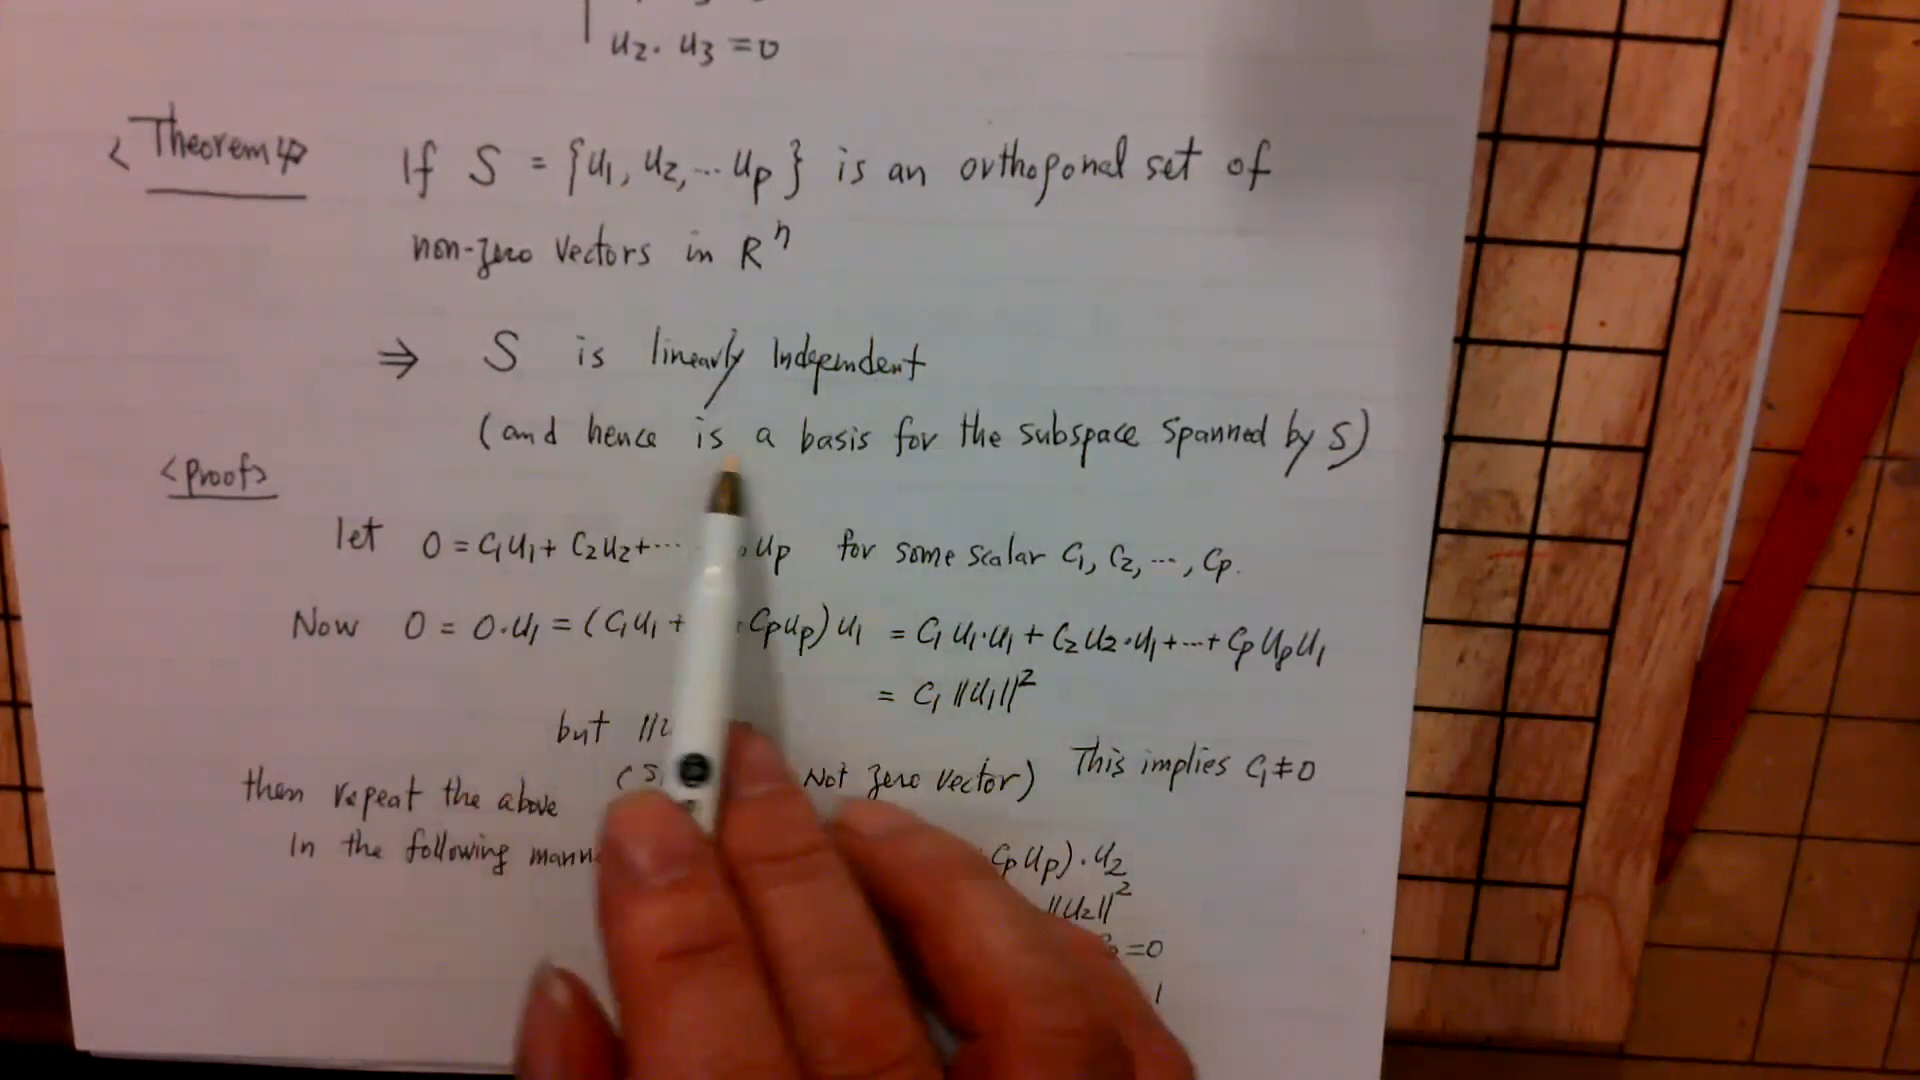 u2. u3 = 0
<Theorem 4> If S = {u1, u2, ... up} is an orthogonal set of
non-zero vectors in R^n
⇒ S is linearly Independent
(and hence is a basis for the subspace spanned by S)
<proof>
let 0 = c1u1 + c2u2 + ... up for some scalar c1, c2, ..., cp.
Now 0 = 0·u1 = (c1u1 + . cpup) u1 = c1 u1·u1 + c2 u2·u1 + ... + cp up u1
= c1 ||u1||²
but ||
(S Not zero vector) This implies c1 ≠ 0
then repeat the above
In the following mann
cp up) · u2
||u2||²
= 0